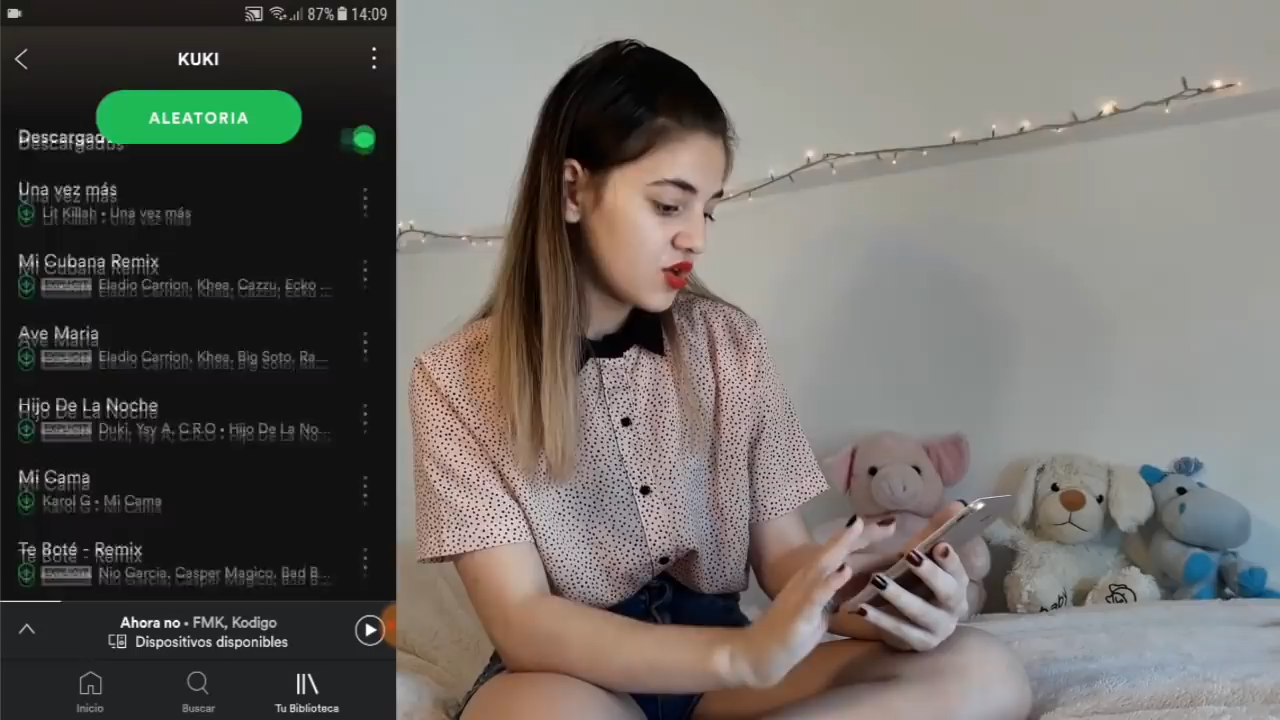 87% 14:09
KUKI
ALEATORIA
Descargados
Una vez más
Lit Killah • Una vez más
Mi Cubana Remix
Eladio Carrion, Khea, Cazzu, Ecko ...
Ave Maria
Eladio Carrion, Khea, Big Soto, Ra...
Hijo De La Noche
Duki, Ysy A, C.R.O • Hijo De La No...
Mi Cama
Karol G • Mi Cama
Te Boté - Remix
Nio Garcia, Casper Magico, Bad B...
Ahora no • FMK, Kodigo
Dispositivos disponibles
Inicio Buscar Tu Biblioteca
baby